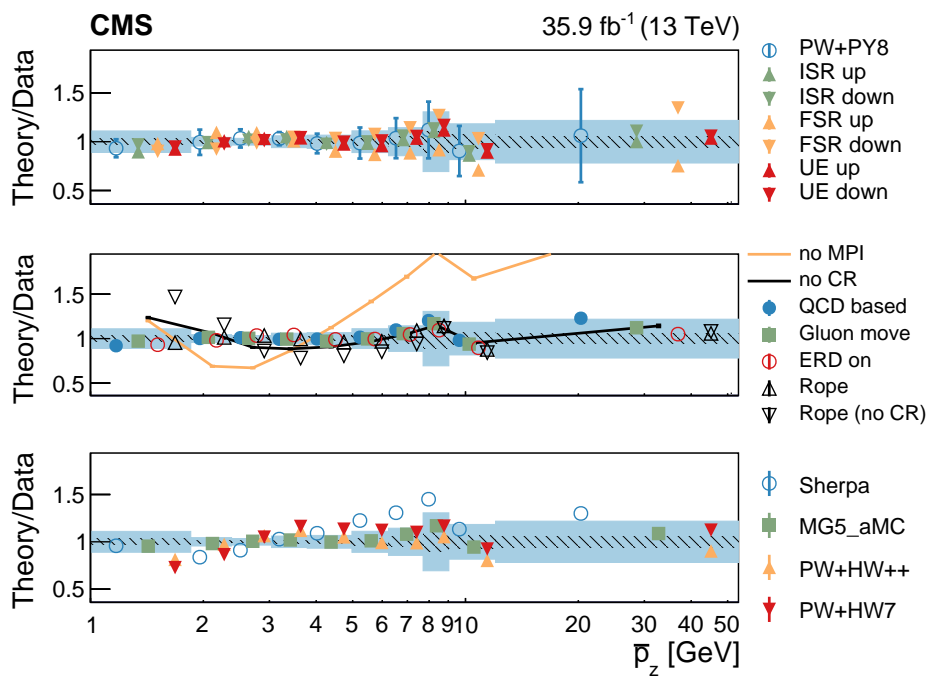 CMS 35.9 fb⁻¹ (13 TeV)
Theory/Data
1.5
1
0.5
PW+PY8
ISR up
ISR down
FSR up
FSR down
UE up
UE down
Theory/Data
1.5
1
0.5
no MPI
no CR
QCD based
Gluon move
ERD on
Rope
Rope (no CR)
Theory/Data
1.5
1
0.5
Sherpa
MG5_aMC
PW+HW++
PW+HW7
1 2 3 4 5 6 7 8 910 20 30 40 50
p̅z [GeV]